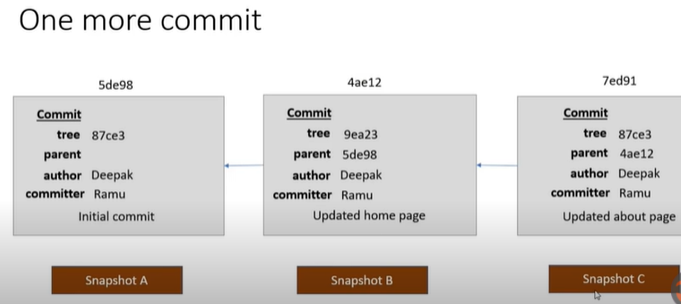 One more commit
5de98
Commit
tree 87ce3
parent
author Deepak
committer Ramu
Initial commit
Snapshot A
4ae12
Commit
tree 9ea23
parent 5de98
author Deepak
committer Ramu
Updated home page
Snapshot B
7ed91
Commit
tree 87ce3
parent 4ae12
author Deepak
committer Ramu
Updated about page
Snapshot C